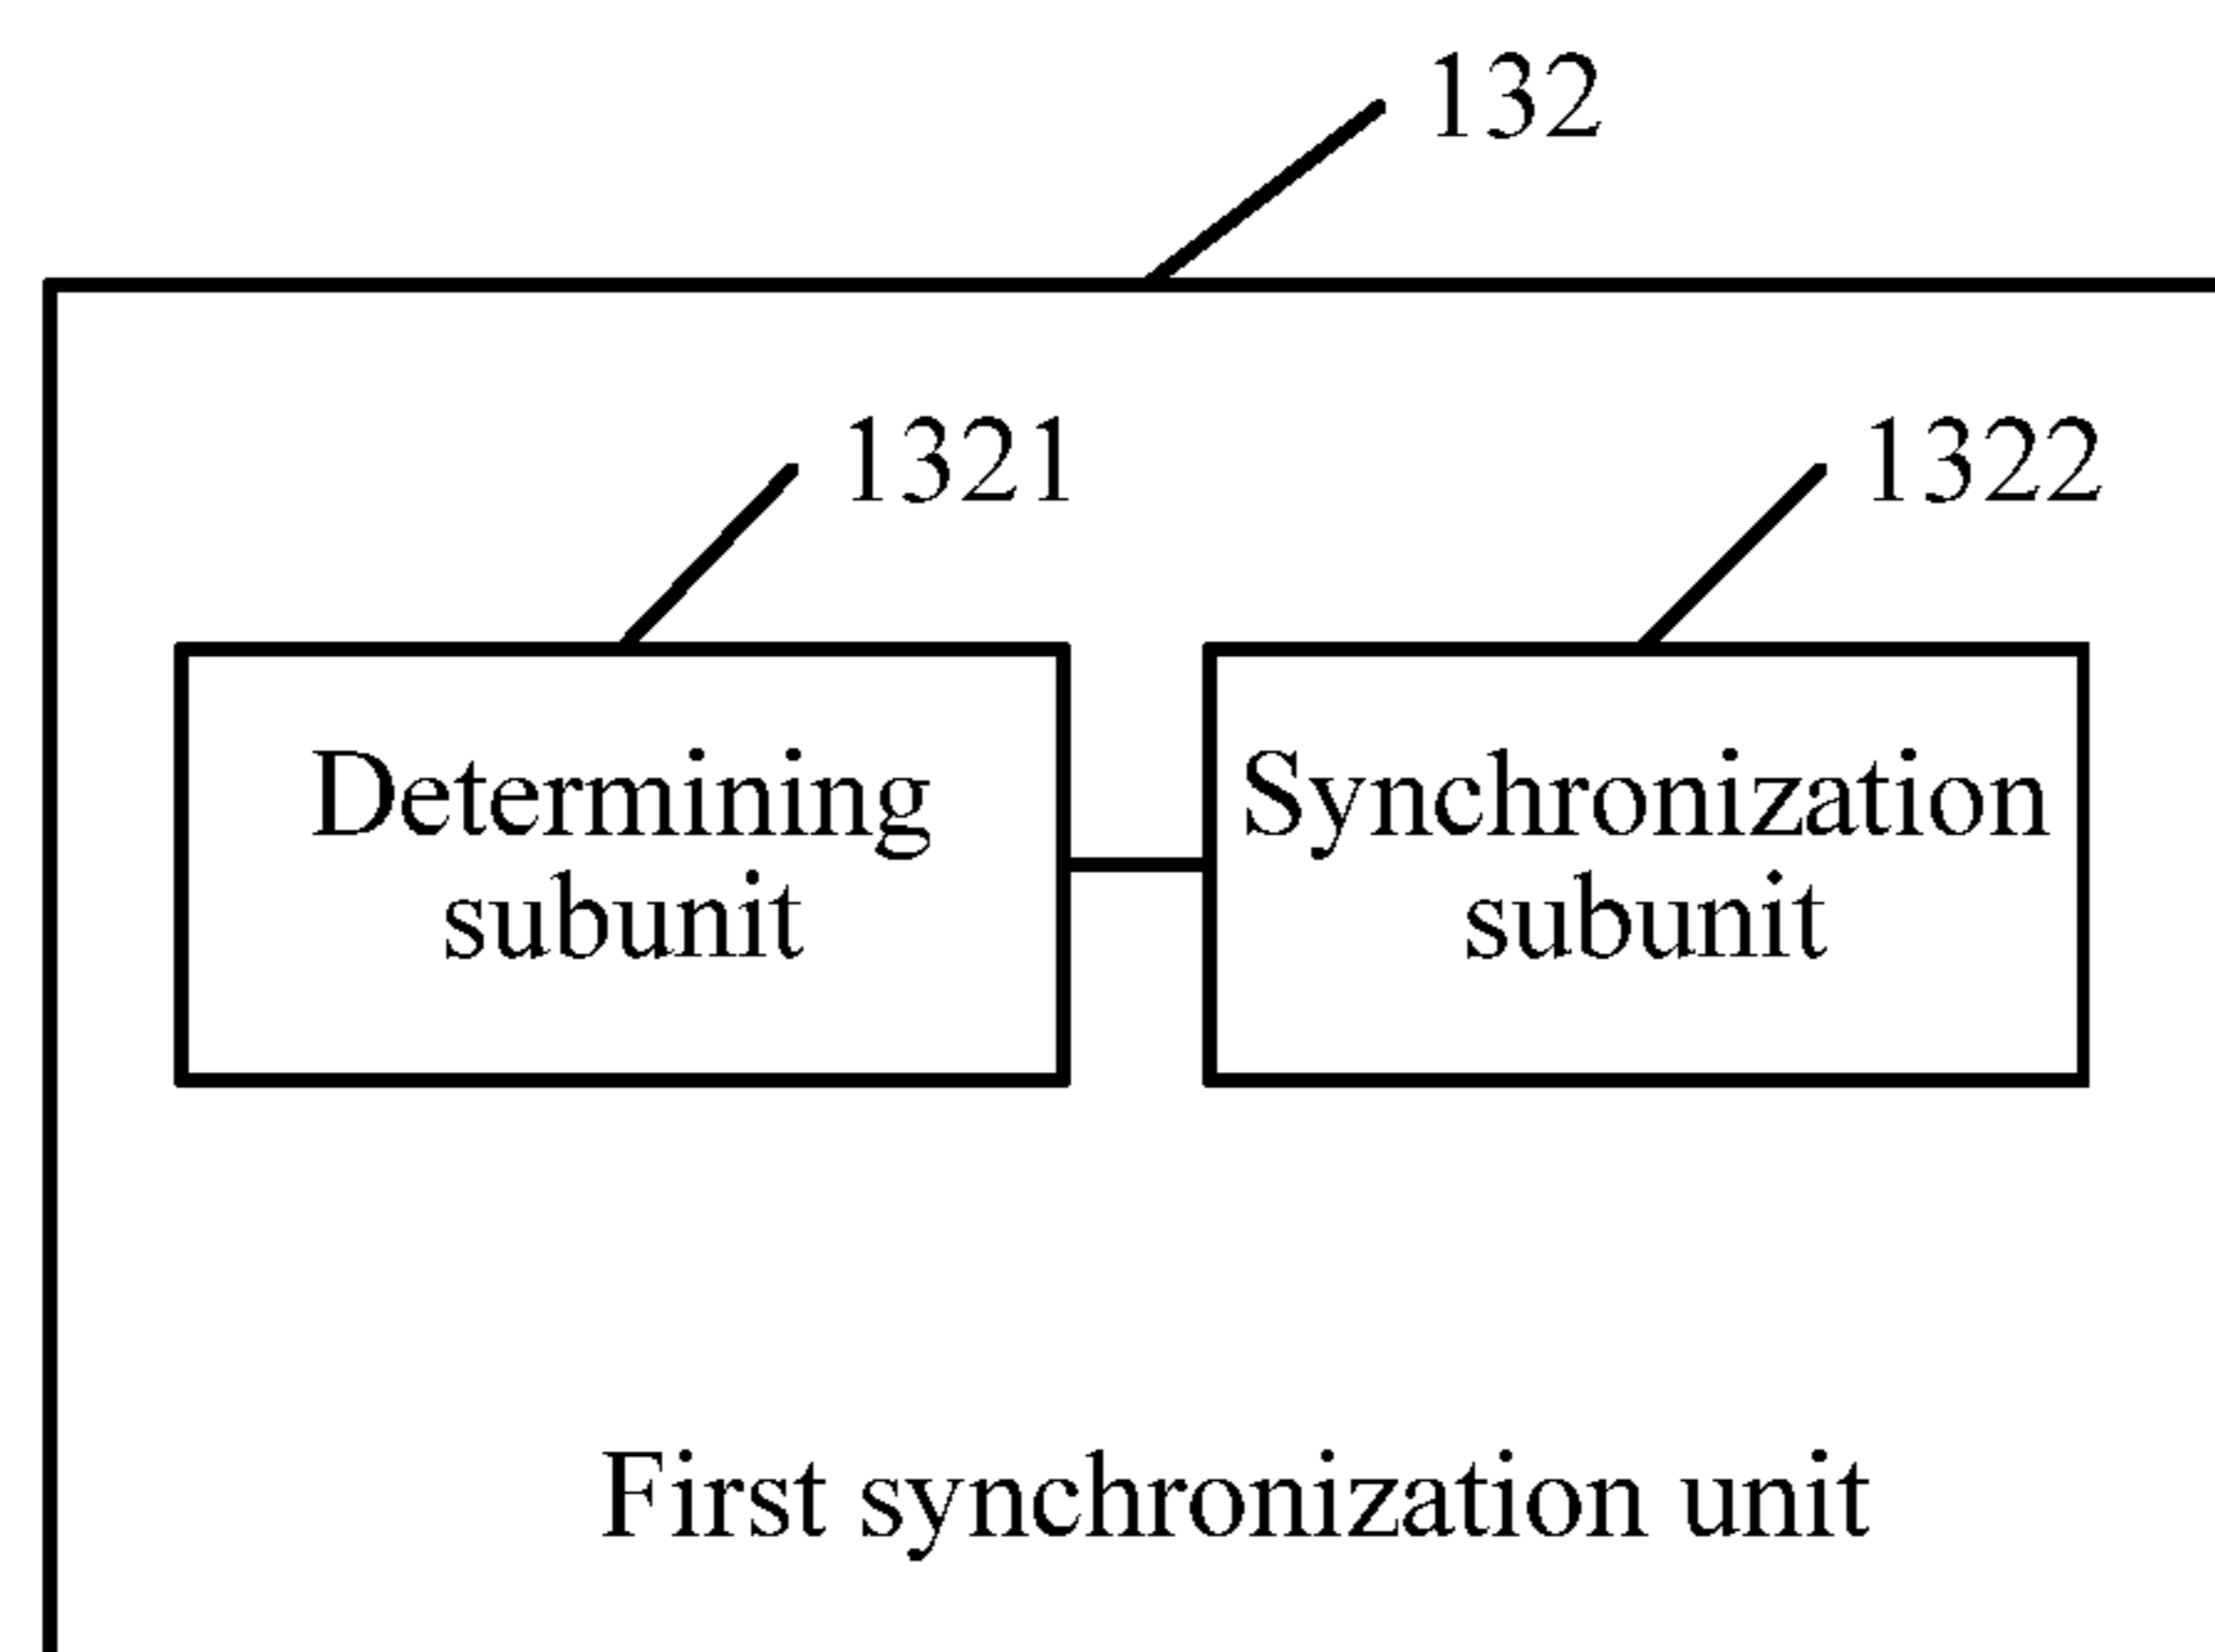 132
1321
1322
Determining
subunit
Synchronization
subunit
First synchronization unit